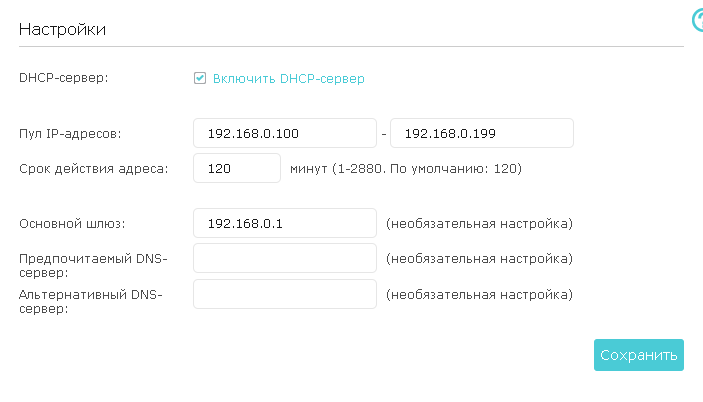 Настройки
DHCP-сервер: Включить DHCP-сервер
Пул IP-адресов: 192.168.0.100 - 192.168.0.199
Срок действия адреса: 120 минут (1-2880. По умолчанию: 120)
Основной шлюз: 192.168.0.1 (необязательная настройка)
Предпочитаемый DNS-
сервер: (необязательная настройка)
Альтернативный DNS-
сервер: (необязательная настройка)
Сохранить